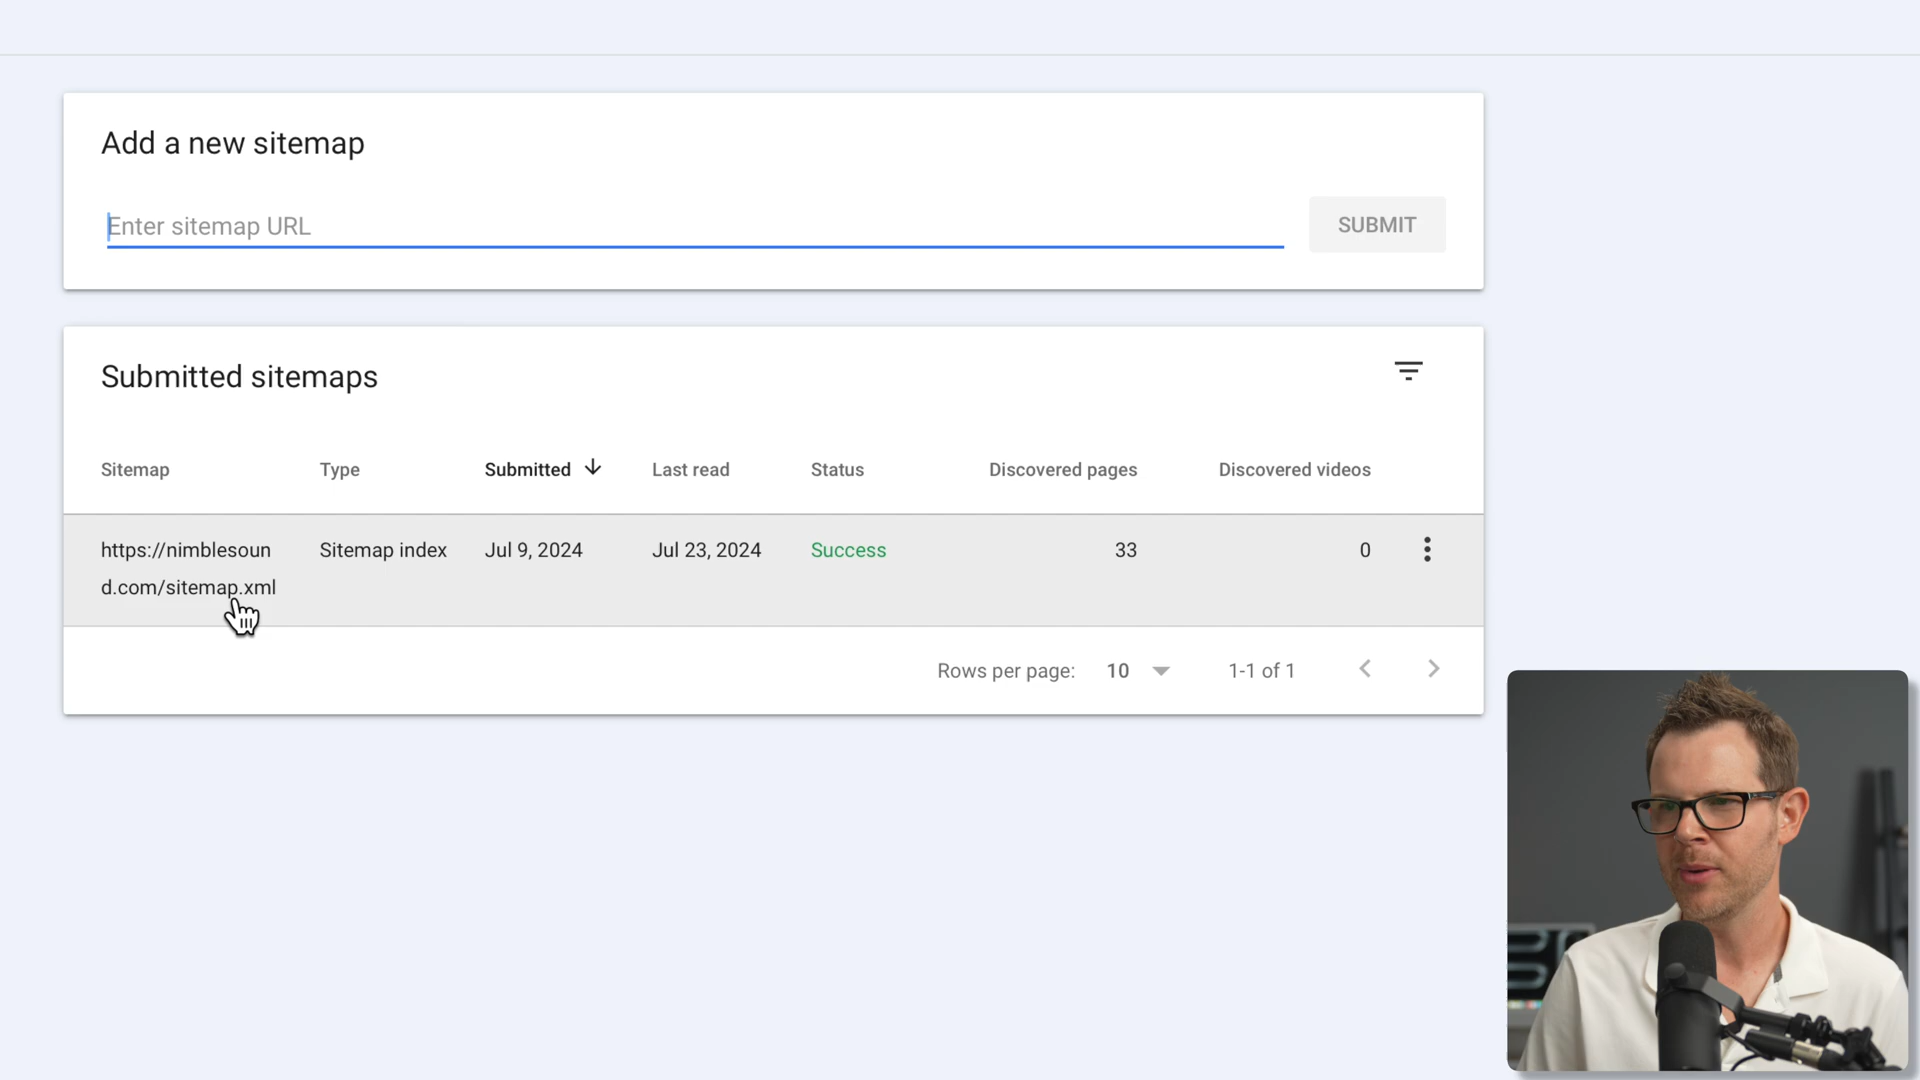 Add a new sitemap
Enter sitemap URL
SUBMIT
Submitted sitemaps
Sitemap Type Submitted Last read Status Discovered pages Discovered videos
https://nimblesoun Sitemap index Jul 9, 2024 Jul 23, 2024 Success 33 0
d.com/sitemap.xml
Rows per page: 10 1-1 of 1